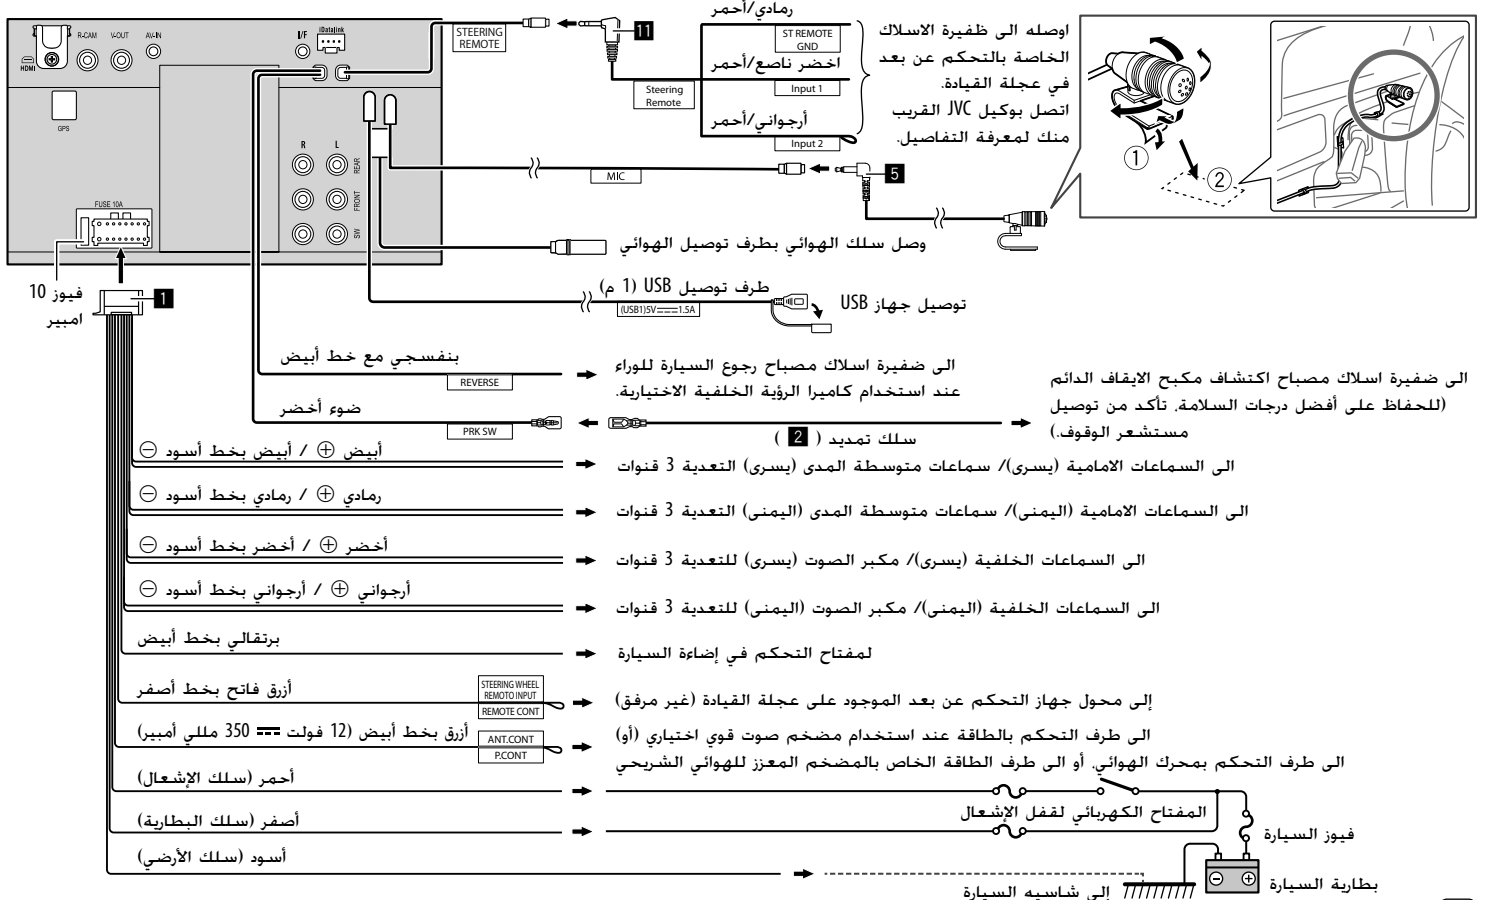 HDMI
R-CAM
V-OUT
AV-IN
I/F
iDatalink
GPS
R
L
REAR
FRONT
SW
FUSE 10A
فيوز 10
امبير
1
STEERING
REMOTE
11
Steering
Remote
رمادي/أحمر
ST REMOTE
GND
اخضر ناصع/أحمر
Input 1
أرجواني/أحمر
Input 2
اوصله الى ظفيرة الاسلاك
الخاصة بالتحكم عن بعد
في عجلة القيادة.
اتصل بوكيل JVC القريب
منك لمعرفة التفاصيل.
1
2
MIC
5
وصل سلك الهوائي بطرف توصيل الهوائي
طرف توصيل USB (1 م)
(USB1)5V⎓1.5A
توصيل جهاز USB
بنفسجي مع خط أبيض
REVERSE
الى ضفيرة اسلاك مصباح رجوع السيارة للوراء
عند استخدام كاميرا الرؤية الخلفية الاختيارية.
ضوء أخضر
PRK SW
سلك تمديد ( 2 )
الى ضفيرة اسلاك مصباح اكتشاف مكبح الايقاف الدائم
(للحفاظ على أفضل درجات السلامة، تأكد من توصيل
مستشعر الوقوف.)
أبيض ⊕ / أبيض بخط أسود ⊖
الى السماعات الامامية (يسرى)/ سماعات متوسطة المدى (يسرى) التعدية 3 قنوات
رمادي ⊕ / رمادي بخط أسود ⊖
الى السماعات الامامية (اليمنى)/ سماعات متوسطة المدى (اليمنى) التعدية 3 قنوات
أخضر ⊕ / أخضر بخط أسود ⊖
الى السماعات الخلفية (يسرى)/ مكبر الصوت (يسرى) للتعدية 3 قنوات
أرجواني ⊕ / أرجواني بخط أسود ⊖
الى السماعات الخلفية (اليمنى)/ مكبر الصوت (اليمنى) للتعدية 3 قنوات
برتقالي بخط أبيض
لمفتاح التحكم في إضاءة السيارة
أزرق فاتح بخط أصفر
STEERING WHEEL
REMOTO INPUT
REMOTE CONT
إلى محول جهاز التحكم عن بعد الموجود على عجلة القيادة (غير مرفق)
أزرق بخط أبيض (12 فولت ⎓ 350 مللي أمبير)
ANT.CONT
P.CONT
الى طرف التحكم بالطاقة عند استخدام مضخم صوت قوي اختياري (أو)
الى طرف التحكم بمحرك الهوائي، أو الى طرف الطاقة الخاص بالمضخم المعزز للهوائي الشريحي
أحمر (سلك الإشعال)
المفتاح الكهربائي لقفل الإشعال
أصفر (سلك البطارية)
فيوز السيارة
أسود (سلك الأرضي)
إلى شاسيه السيارة
⊖ ⊕
بطارية السيارة